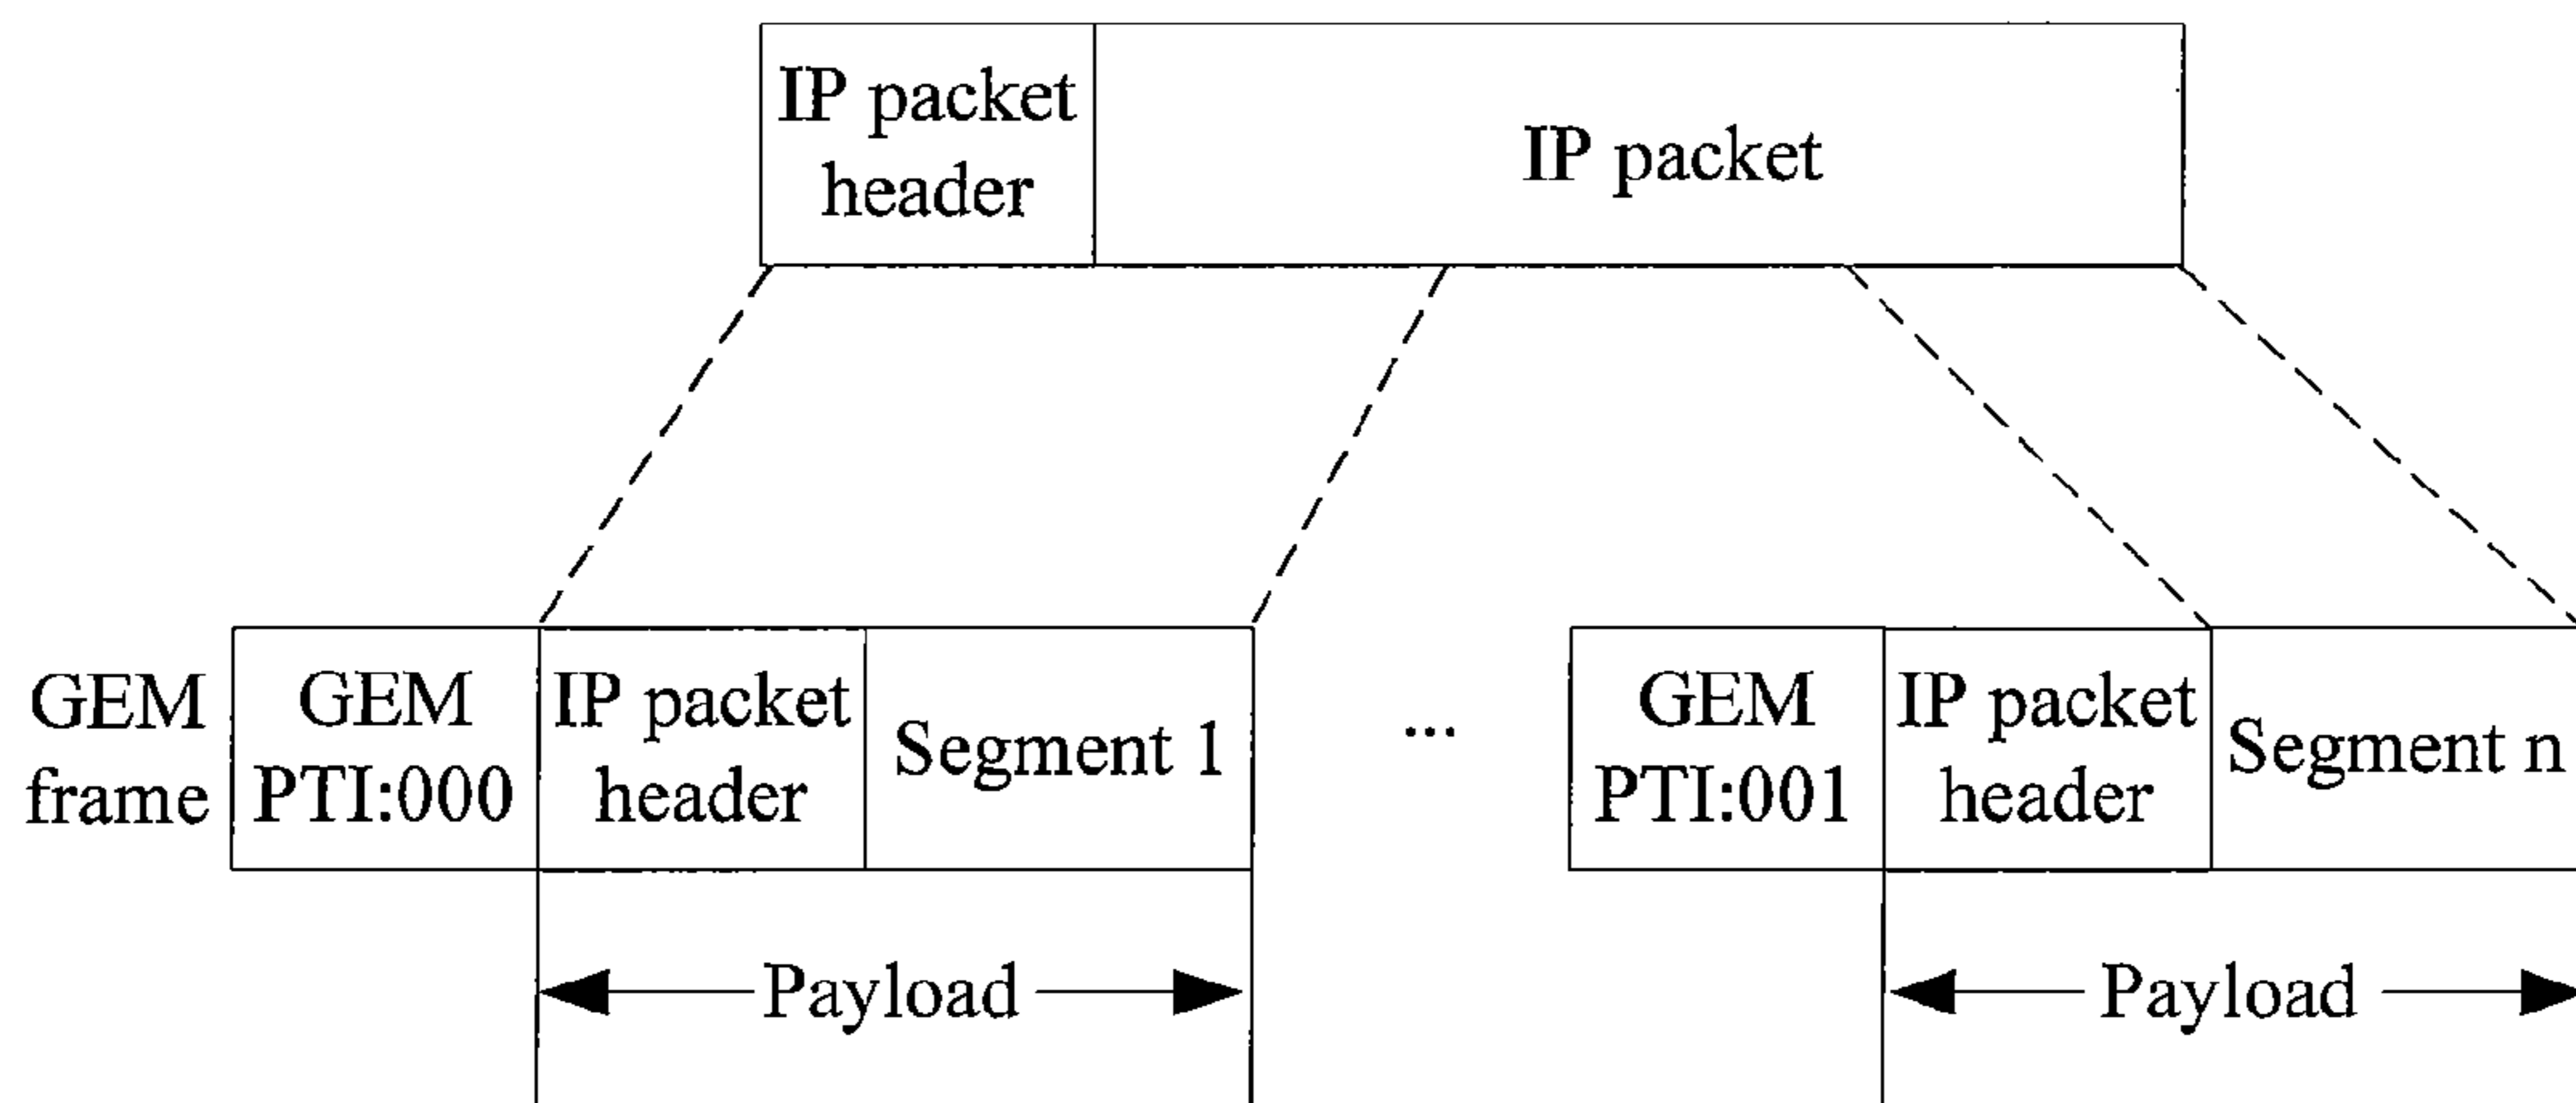 IP packet
header
IP packet
GEM
frame
GEM
PTI:000
IP packet
header
Segment 1
...
GEM
PTI:001
IP packet
header
Segment n
Payload
Payload